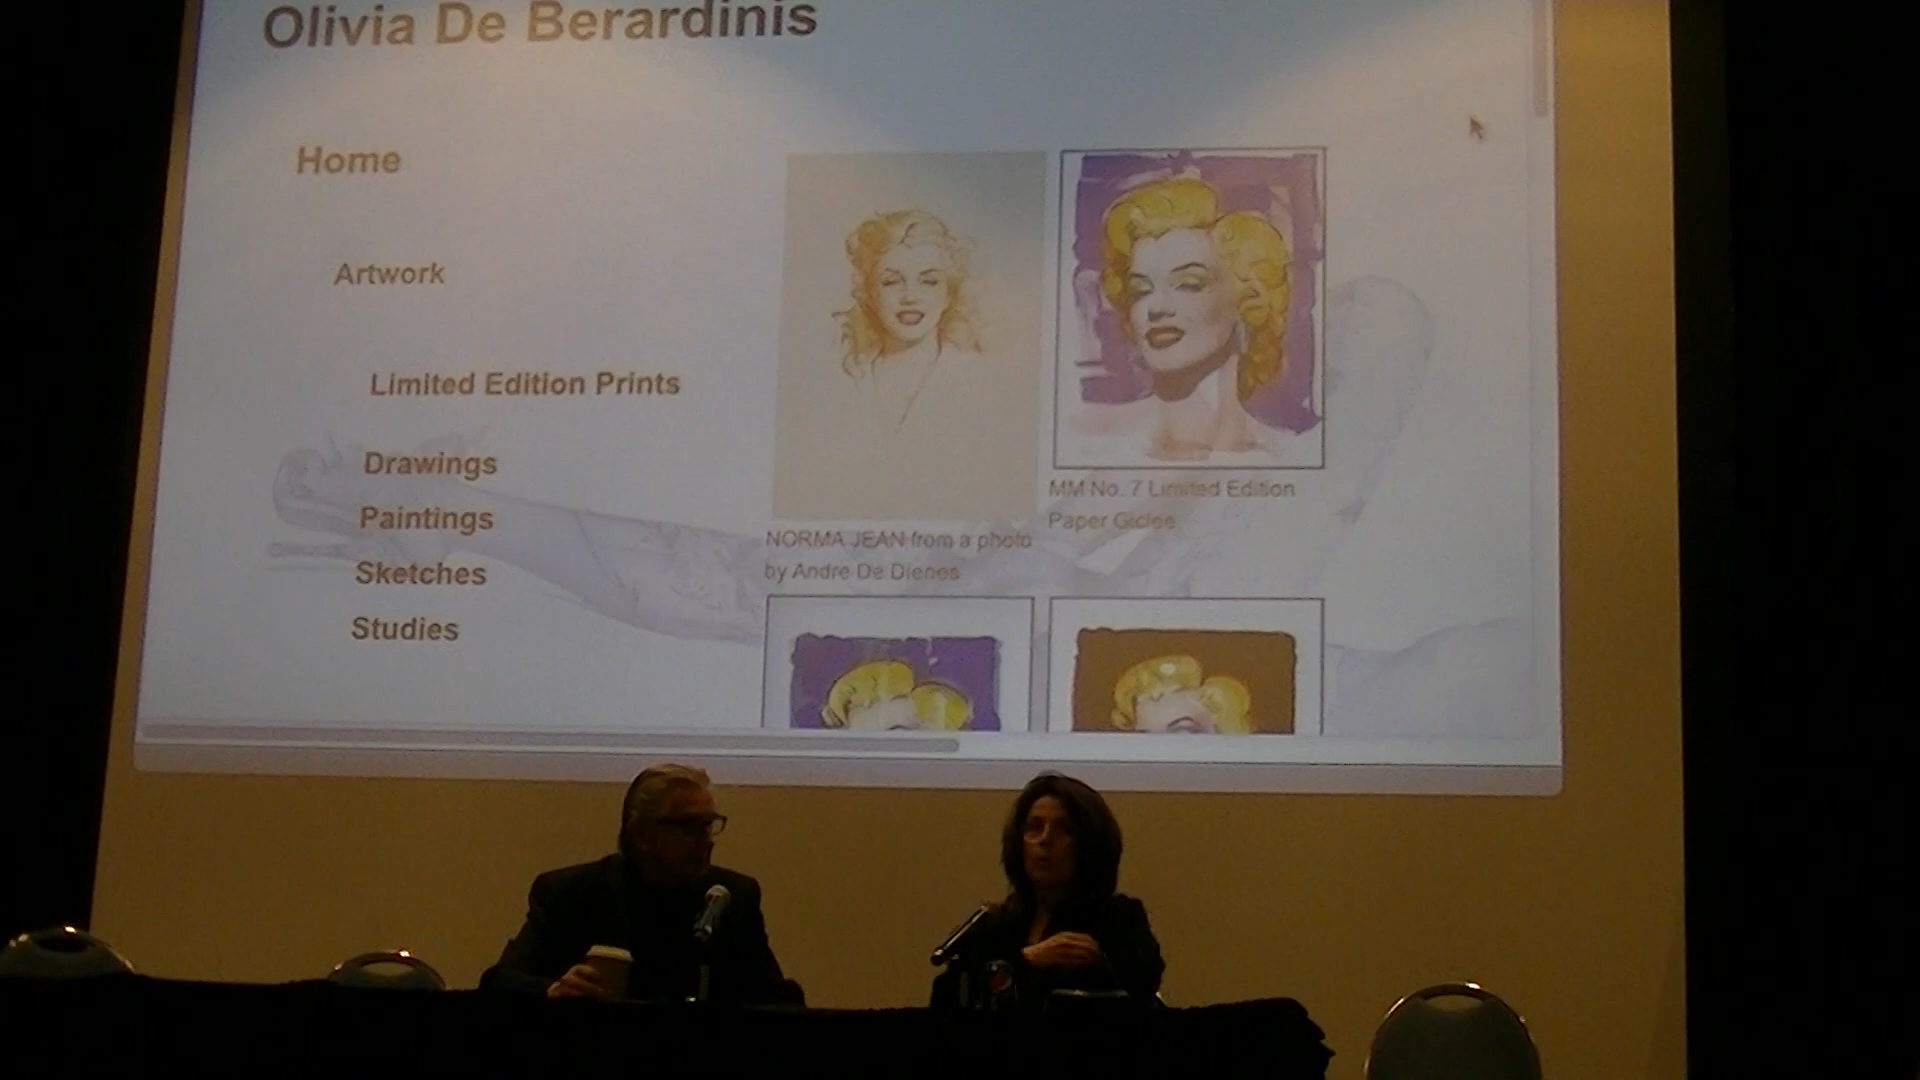 Olivia De Berardinis
Home
Artwork
Limited Edition Prints
Drawings
Paintings
Sketches
Studies
NORMA JEAN from a photo
by Andre De Dienes
MM No. 7 Limited Edition
Paper Giclee